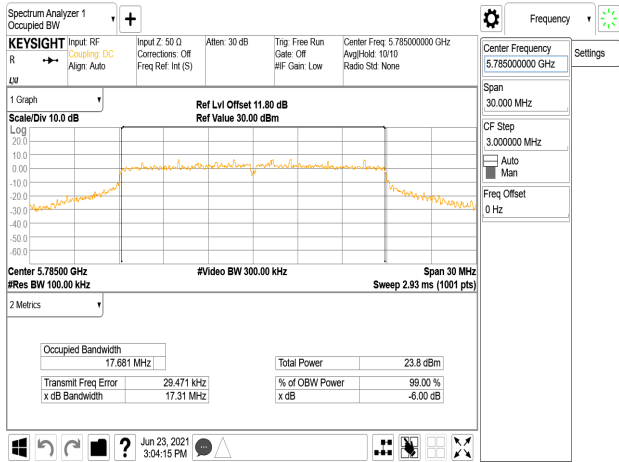 Spectrum Analyzer 1
Occupied BW
Frequency
KEYSIGHT
R
LXI
Input: RF
Coupling: DC
Align: Auto
Input Z: 50 Ω
Corrections: Off
Freq Ref: Int (S)
Atten: 30 dB
Trig: Free Run
Gate: Off
#IF Gain: Low
Center Freq: 5.785000000 GHz
Avg|Hold: 10/10
Radio Std: None
Center Frequency
5.785000000 GHz
Settings
Span
30.000 MHz
CF Step
3.000000 MHz
Auto
Man
Freq Offset
0 Hz
1 Graph
Scale/Div 10.0 dB
Ref Lvl Offset 11.80 dB
Ref Value 30.00 dBm
Log
20.0
10.0
0.00
-10.0
-20.0
-30.0
-40.0
-50.0
-60.0
Center 5.78500 GHz
#Video BW 300.00 kHz
Span 30 MHz
#Res BW 100.00 kHz
Sweep 2.93 ms (1001 pts)
2 Metrics
Occupied Bandwidth
17.681 MHz
Total Power 23.8 dBm
Transmit Freq Error 29.471 kHz
% of OBW Power 99.00 %
x dB Bandwidth 17.31 MHz
x dB -6.00 dB
?
Jun 23, 2021
3:04:15 PM